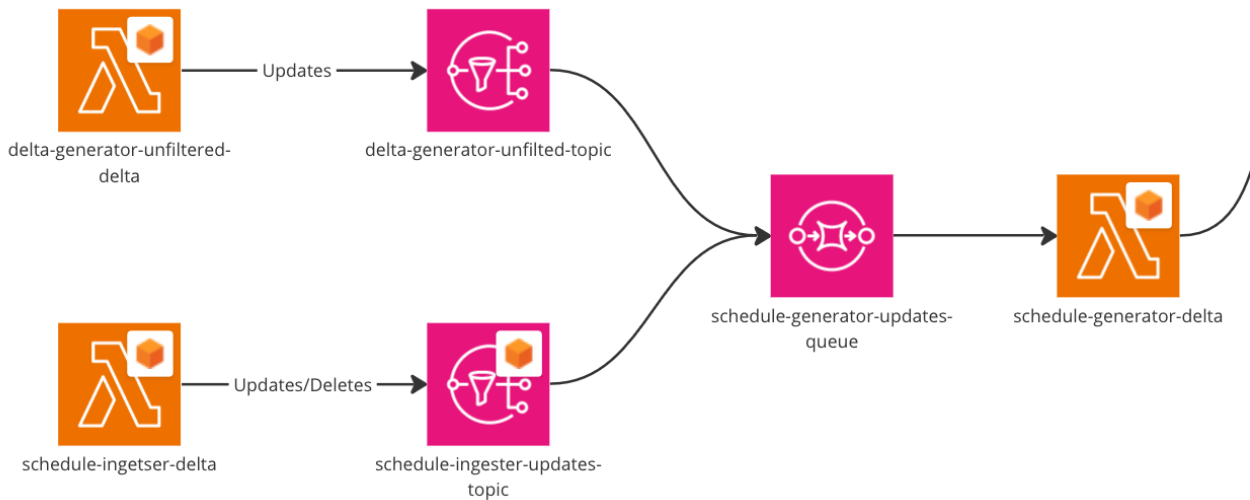 Updates
delta-generator-unfiltered-
delta
delta-generator-unfilted-topic
schedule-generator-updates-
queue
schedule-generator-delta
Updates/Deletes
schedule-ingetser-delta
schedule-ingester-updates-
topic